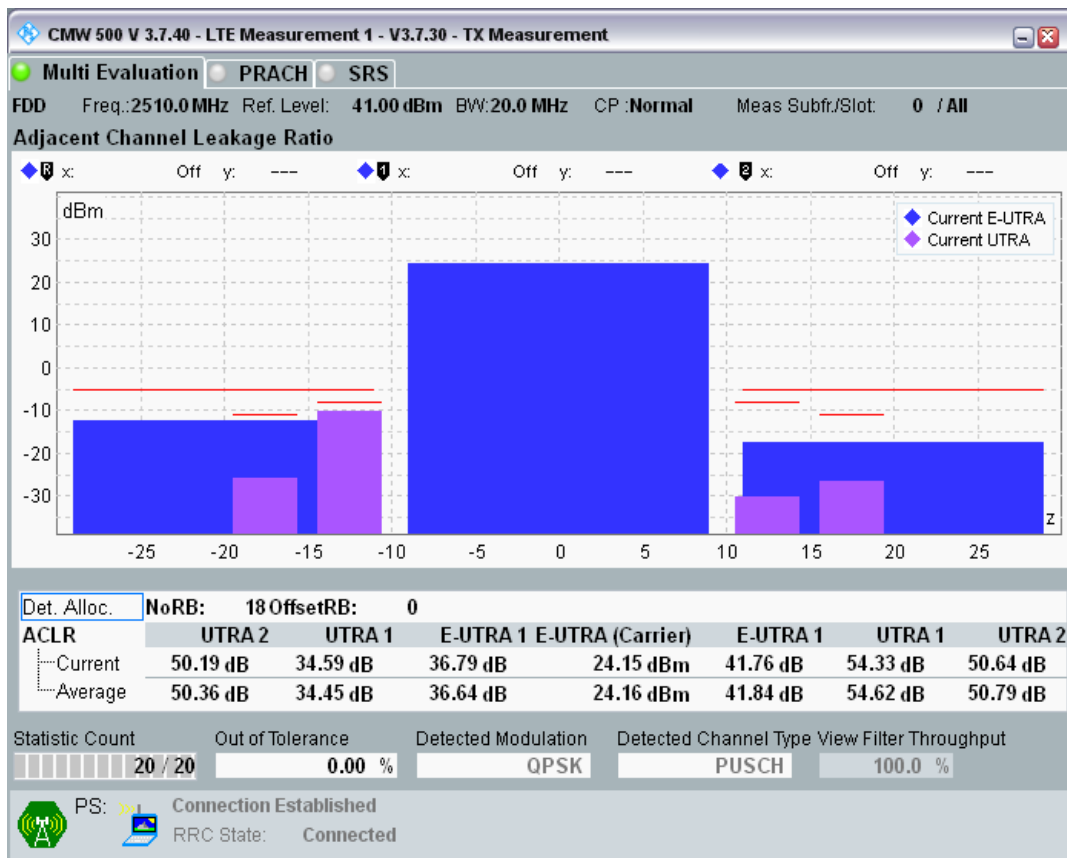 CMW 500 V 3.7.40 - LTE Measurement 1 - V3.7.30 - TX Measurement
Multi Evaluation PRACH SRS
FDD Freq.:2510.0 MHz Ref. Level: 41.00 dBm BW:20.0 MHz CP :Normal Meas Subfr./Slot: 0 / All
Adjacent Channel Leakage Ratio
R x: Off y: --- 1 x: Off y: --- 2 x: Off y: ---
dBm
Current E-UTRA
Current UTRA
30
20
10
0
-10
-20
-30
z
-25 -20 -15 -10 -5 0 5 10 15 20 25
Det. Alloc. NoRB: 18 OffsetRB: 0
ACLR UTRA 2 UTRA 1 E-UTRA 1 E-UTRA (Carrier) E-UTRA 1 UTRA 1 UTRA 2
Current 50.19 dB 34.59 dB 36.79 dB 24.15 dBm 41.76 dB 54.33 dB 50.64 dB
Average 50.36 dB 34.45 dB 36.64 dB 24.16 dBm 41.84 dB 54.62 dB 50.79 dB
Statistic Count Out of Tolerance Detected Modulation Detected Channel Type View Filter Throughput
20 / 20 0.00 % QPSK PUSCH 100.0 %
PS: Connection Established
RRC State: Connected